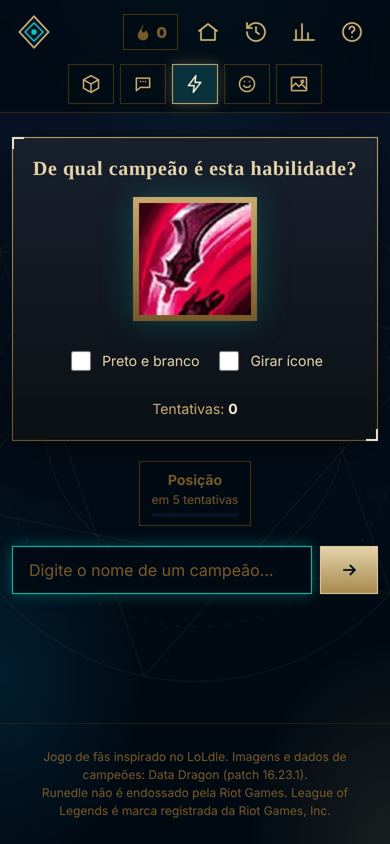 0
De qual campeão é esta habilidade?
Preto e branco
Girar ícone
Tentativas: 0
Posição
em 5 tentativas
Digite o nome de um campeão...
Jogo de fãs inspirado no LoLdle. Imagens e dados de
campeões: Data Dragon (patch 16.23.1).
Runedle não é endossado pela Riot Games. League of
Legends é marca registrada da Riot Games, Inc.